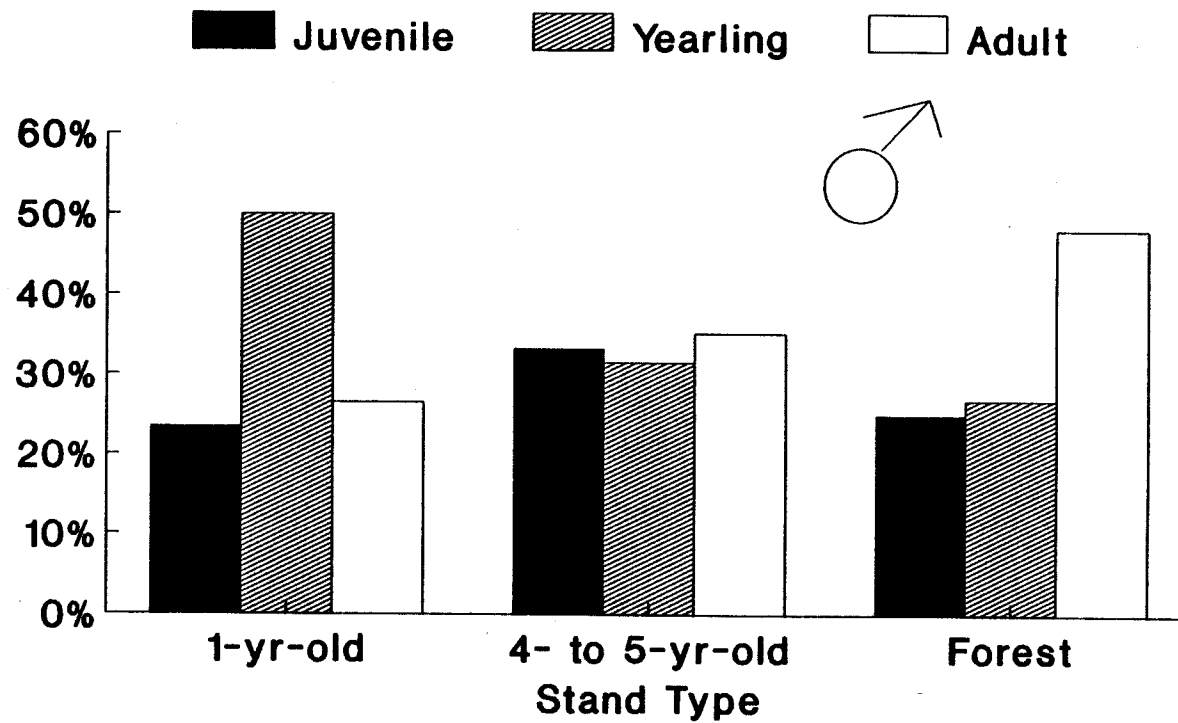 Juvenile Yearling Adult
60%
50%
40%
30%
20%
10%
0%
1-yr-old 4- to 5-yr-old Forest
Stand Type